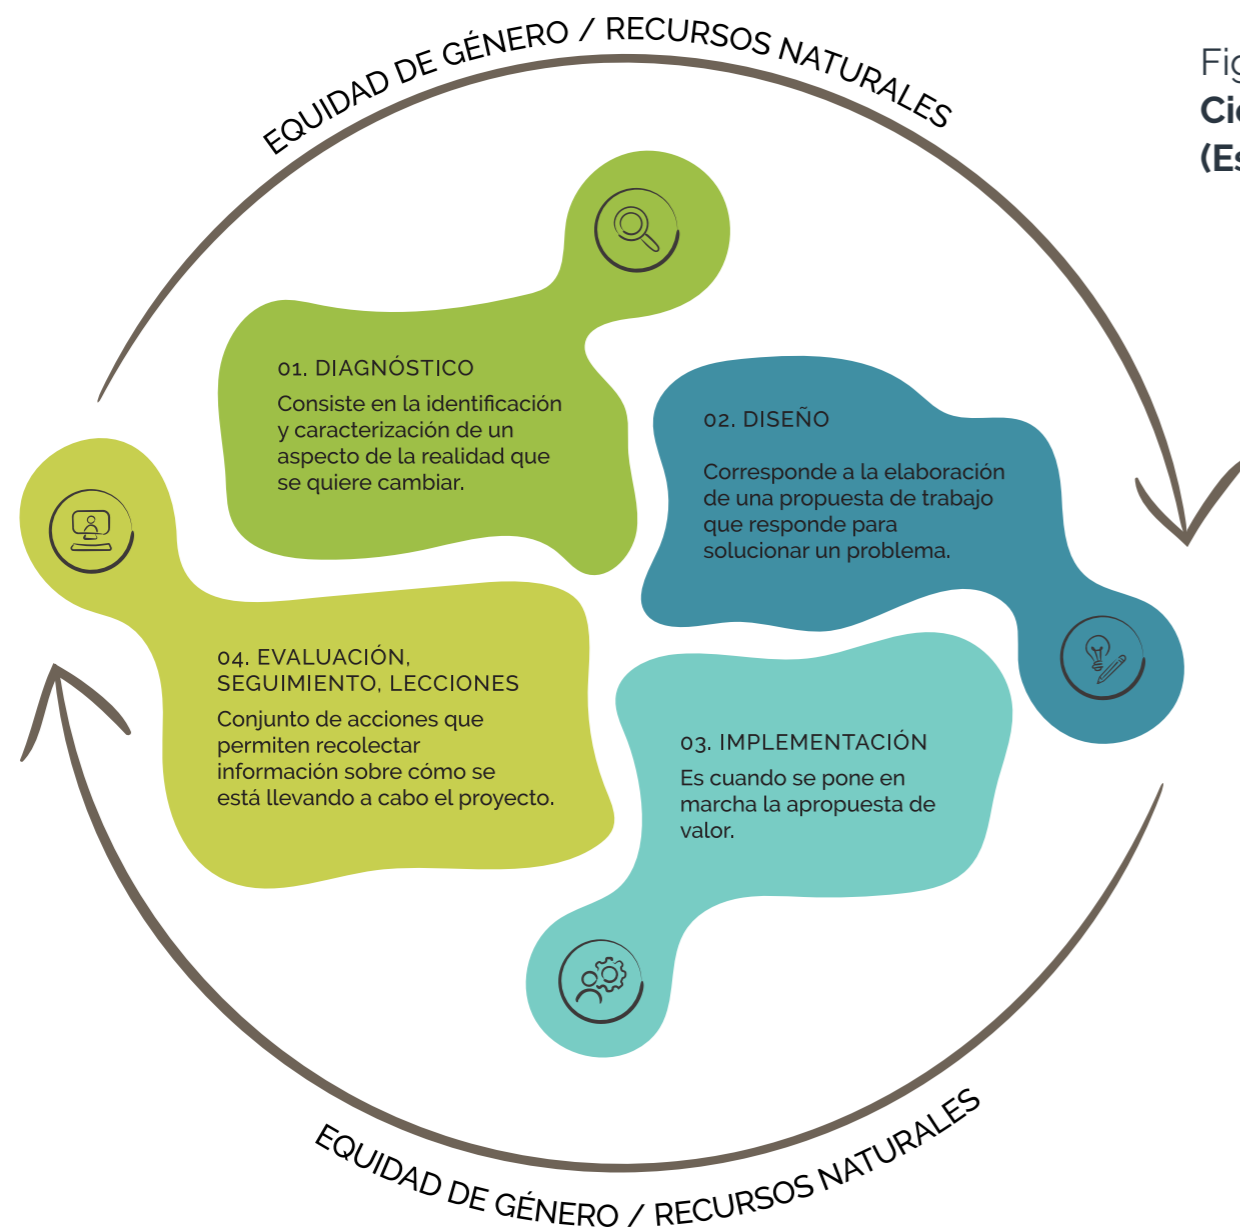 EQUIDAD DE GÉNERO / RECURSOS NATURALES
01. DIAGNÓSTICO
Consiste en la identificación
y caracterización de un
aspecto de la realidad que
se quiere cambiar.
02. DISEÑO
Corresponde a la elaboración
de una propuesta de trabajo
que responde para
solucionar un problema.
03. IMPLEMENTACIÓN
Es cuando se pone en
marcha la apropuesta de
valor.
04. EVALUACIÓN,
SEGUIMIENTO, LECCIONES
Conjunto de acciones que
permiten recolectar
información sobre cómo se
está llevando a cabo el proyecto.
EQUIDAD DE GÉNERO / RECURSOS NATURALES